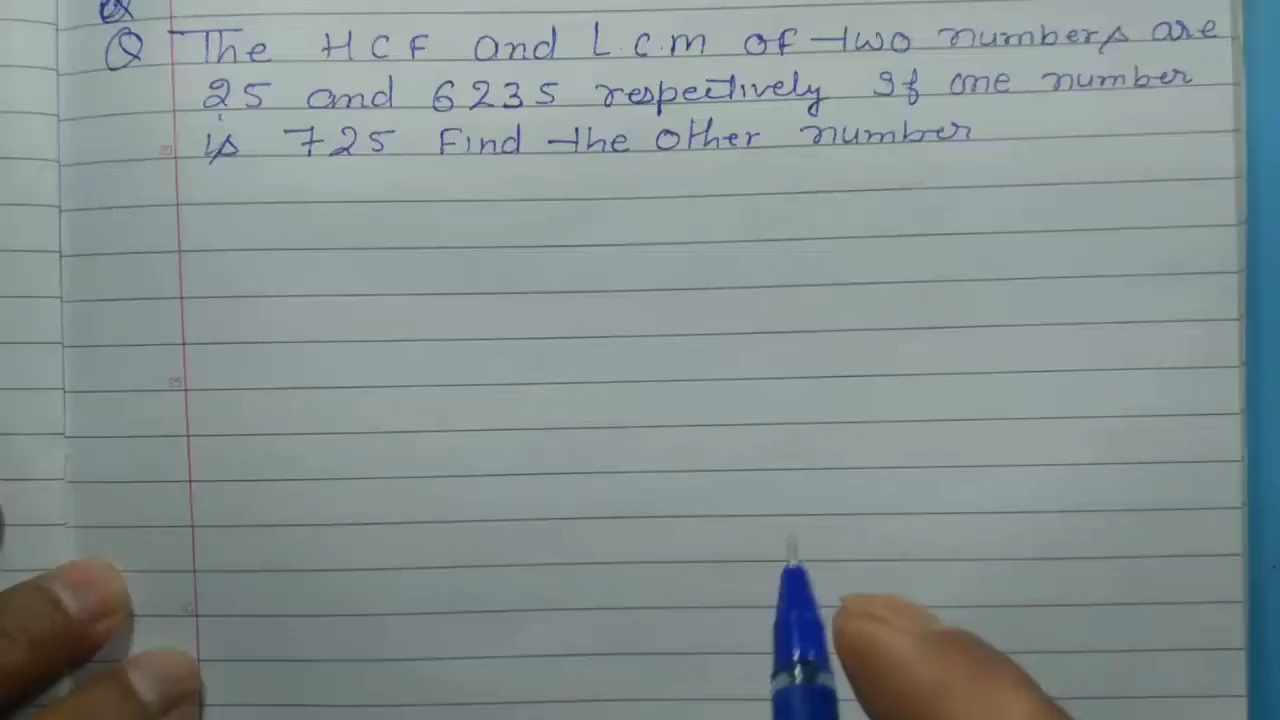 Q The HCF and L.C.M of two numbers are
25 and 6235 respectively If one number
is 725 Find the other number